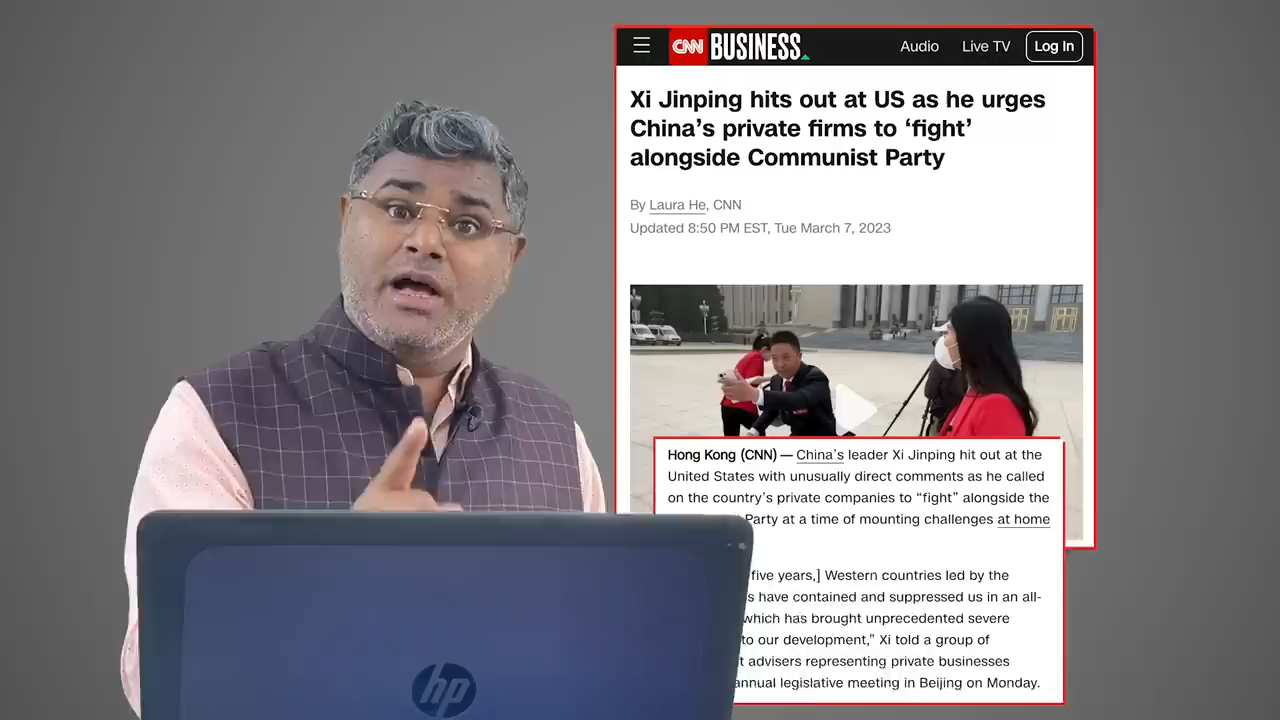 CNN BUSINESS
Audio Live TV Log In
Xi Jinping hits out at US as he urges
China's private firms to 'fight'
alongside Communist Party
By Laura He, CNN
Updated 8:50 PM EST, Tue March 7, 2023
Hong Kong (CNN) — China's leader Xi Jinping hit out at the
United States with unusually direct comments as he called
on the country's private companies to "fight" alongside the
Party at a time of mounting challenges at home
five years,] Western countries led by the
have contained and suppressed us in an all-
which has brought unprecedented severe
to our development," Xi told a group of
advisers representing private businesses
annual legislative meeting in Beijing on Monday.
hp